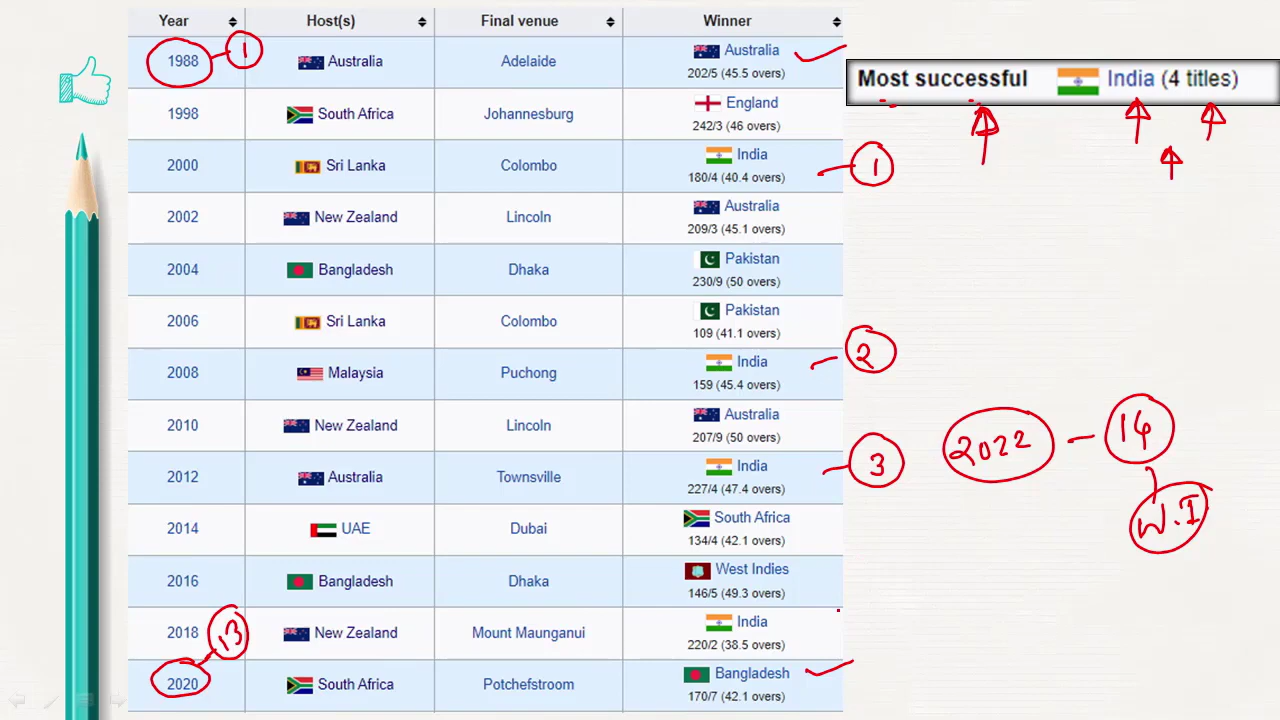 Year Host(s) Final venue Winner
1988 1 Australia Adelaide Australia
202/5 (45.5 overs)
Most successful India (4 titles)
1998 South Africa Johannesburg England
242/3 (46 overs)
2000 Sri Lanka Colombo India
180/4 (40.4 overs)
1
2002 New Zealand Lincoln Australia
209/3 (45.1 overs)
2004 Bangladesh Dhaka Pakistan
230/9 (50 overs)
2006 Sri Lanka Colombo Pakistan
109 (41.1 overs)
2008 Malaysia Puchong India
159 (45.4 overs)
2
2010 New Zealand Lincoln Australia
207/9 (50 overs)
2012 Australia Townsville India
227/4 (47.4 overs)
3
2022 - 14
W.I
2014 UAE Dubai South Africa
134/4 (42.1 overs)
2016 Bangladesh Dhaka West Indies
146/5 (49.3 overs)
2018 13 New Zealand Mount Maunganui India
220/2 (38.5 overs)
2020 South Africa Potchefstroom Bangladesh
170/7 (42.1 overs)